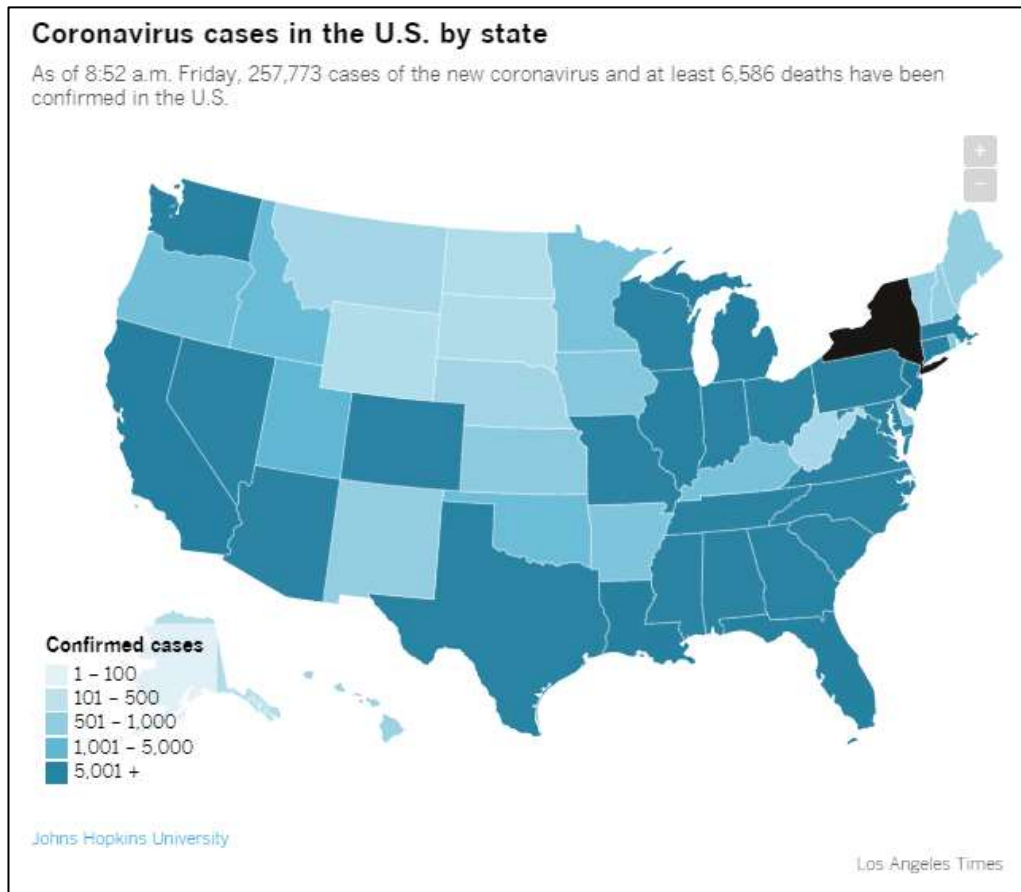 Coronavirus cases in the U.S. by state
As of 8:52 a.m. Friday, 257,773 cases of the new coronavirus and at least 6,586 deaths have been
confirmed in the U.S.
+
−
Confirmed cases
1 – 100
101 – 500
501 – 1,000
1,001 – 5,000
5,001 +
Johns Hopkins University
Los Angeles Times